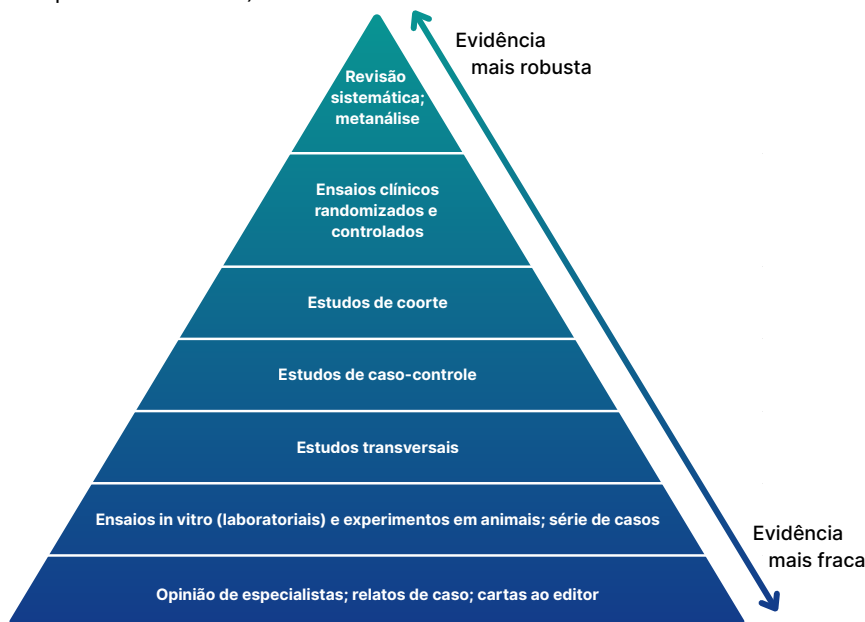 Evidência
mais robusta
Revisão
sistemática;
metanálise
Ensaios clínicos
randomizados e
controlados
Estudos de coorte
Estudos de caso-controle
Estudos transversais
Ensaios in vitro (laboratoriais) e experimentos em animais; série de casos
Evidência
mais fraca
Opinião de especialistas; relatos de caso; cartas ao editor